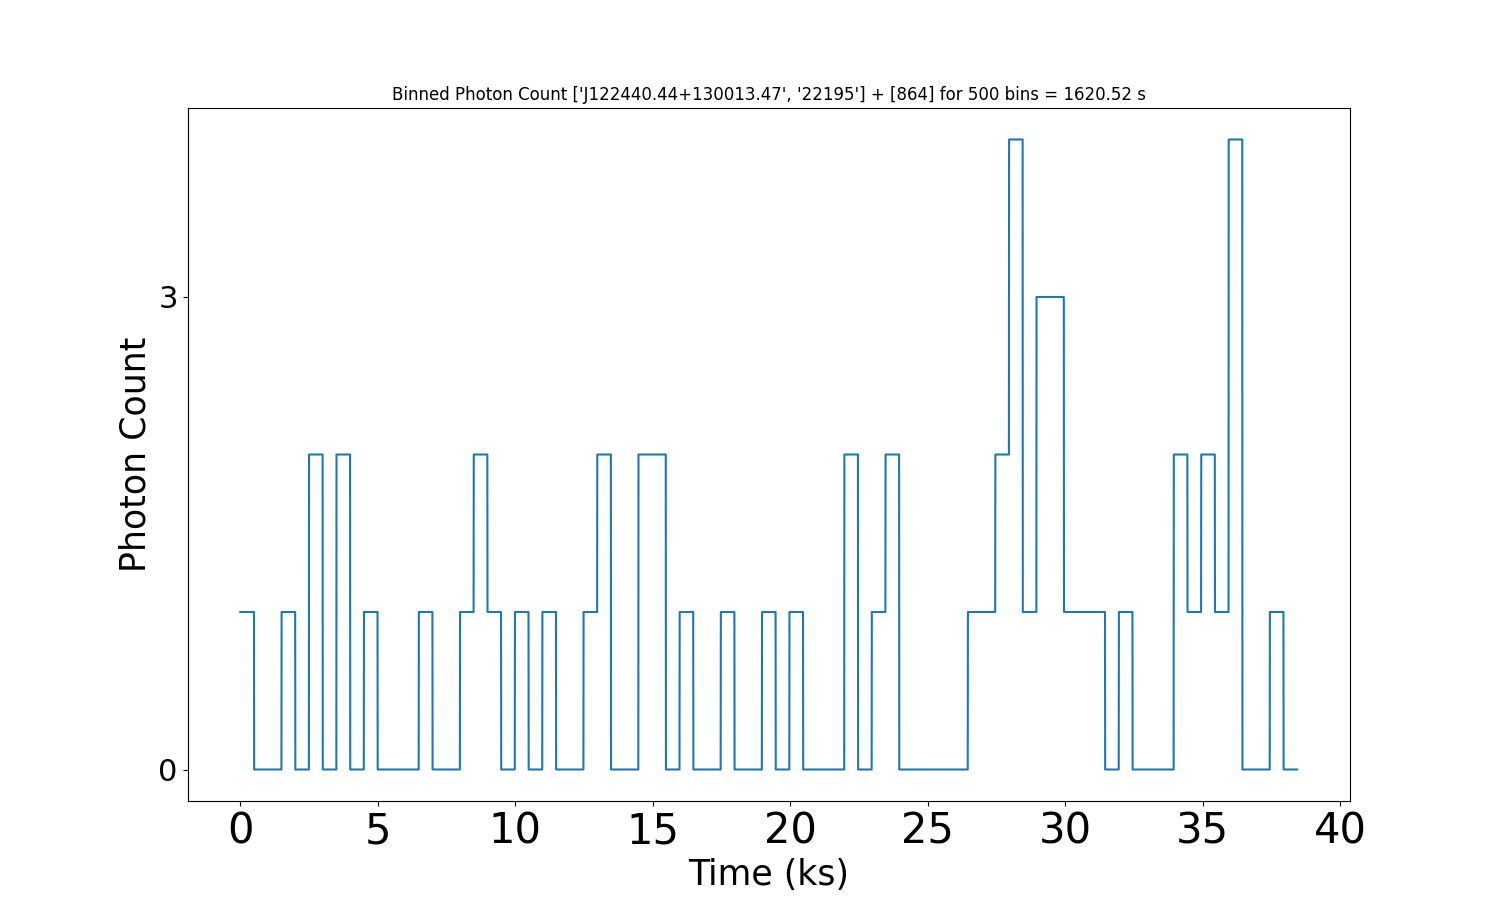 Binned Photon Count ['J122440.44+130013.47', '22195'] + [864] for 500 bins = 1620.52 s
3
Photon Count
0
0 5 10 15 20 25 30 35 40
Time (ks)